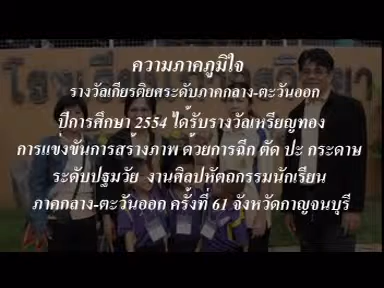 ความภาคภูมิใจ
รางวัลเกียรติยศระดับภาคกลาง-ตะวันออก
ปีการศึกษา 2554 ได้รับรางวัลเหรียญทอง
การแข่งขันการสร้างภาพ ด้วยการฉีก ตัด ปะ กระดาษ
ระดับปฐมวัย งานศิลปหัตถกรรมนักเรียน
ภาคกลาง-ตะวันออก ครั้งที่ 61 จังหวัดกาญจนบุรี